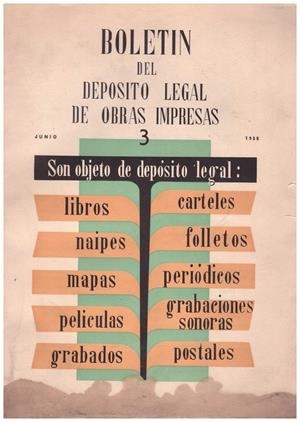 BOLETIN
DEL
DEPOSITO LEGAL
DE OBRAS IMPRESAS
JUNIO 3 1958
Son objeto de depósito legal:
libros carteles
naipes folletos
mapas periódicos
peliculas grabaciones sonoras
grabados postales